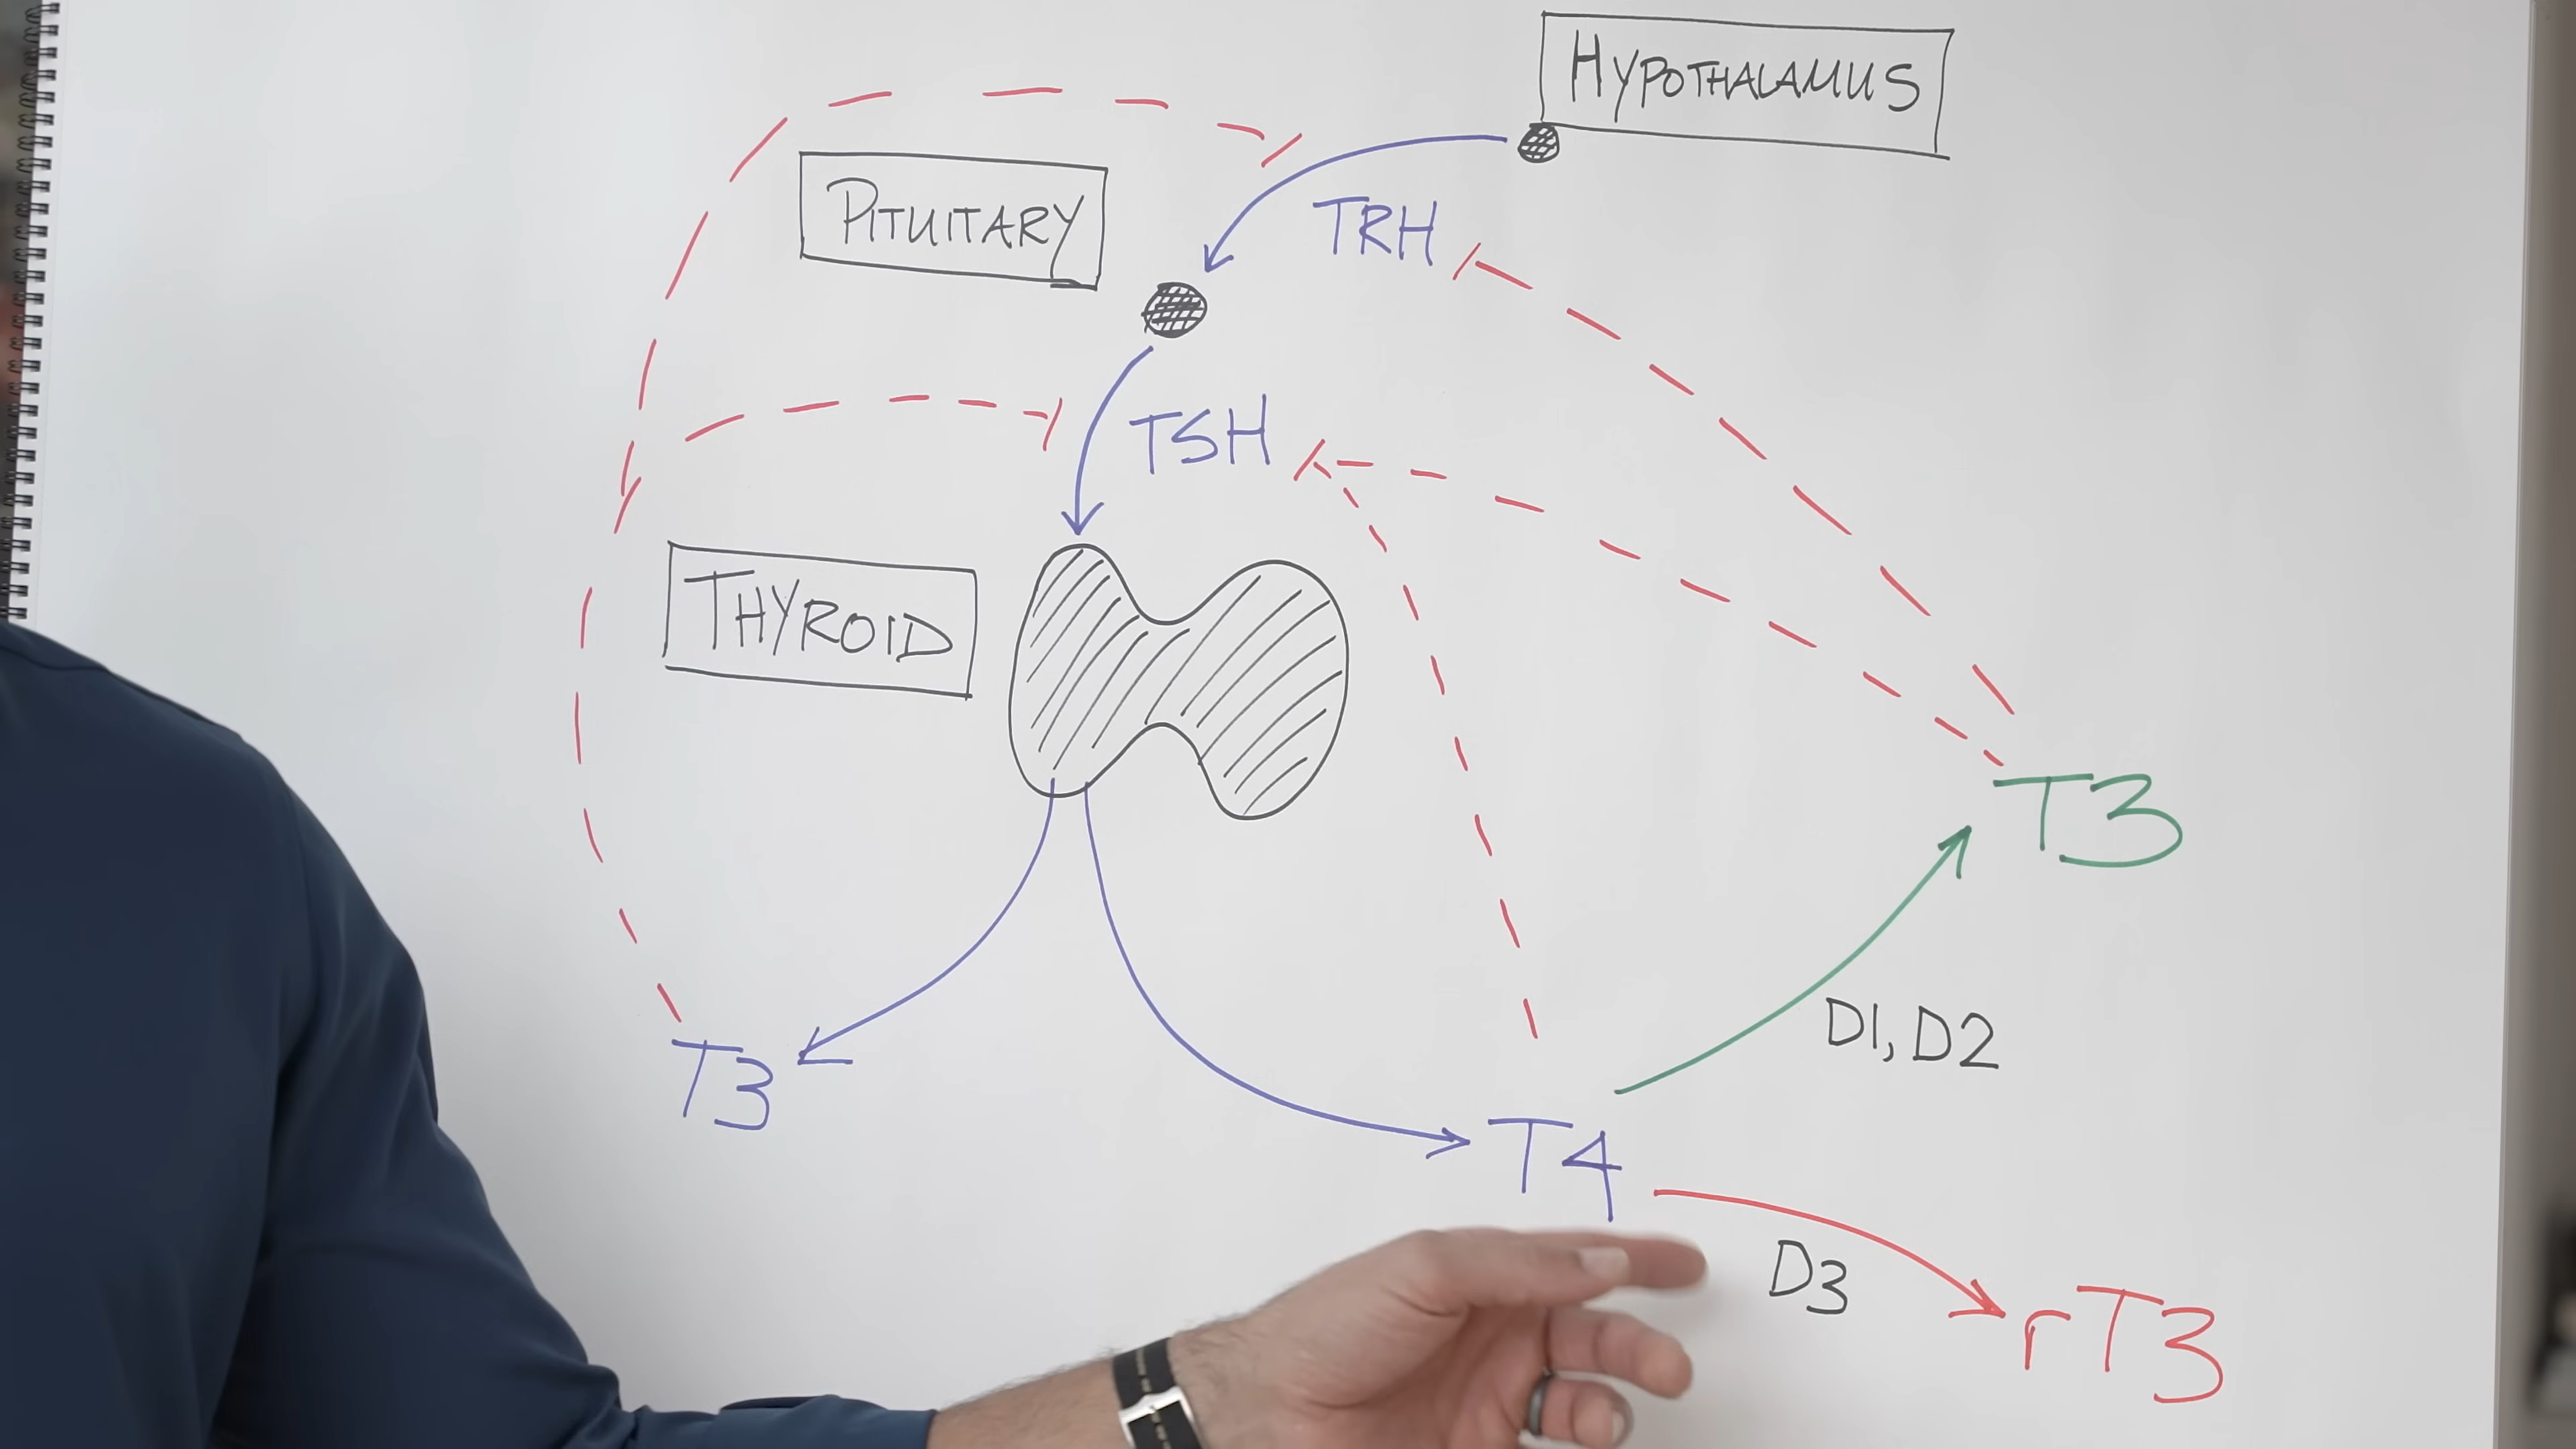 HYPOTHALAMUS
PITUITARY
TRH
TSH
THYROID
T3
D1, D2
T3
T4
D3
rT3